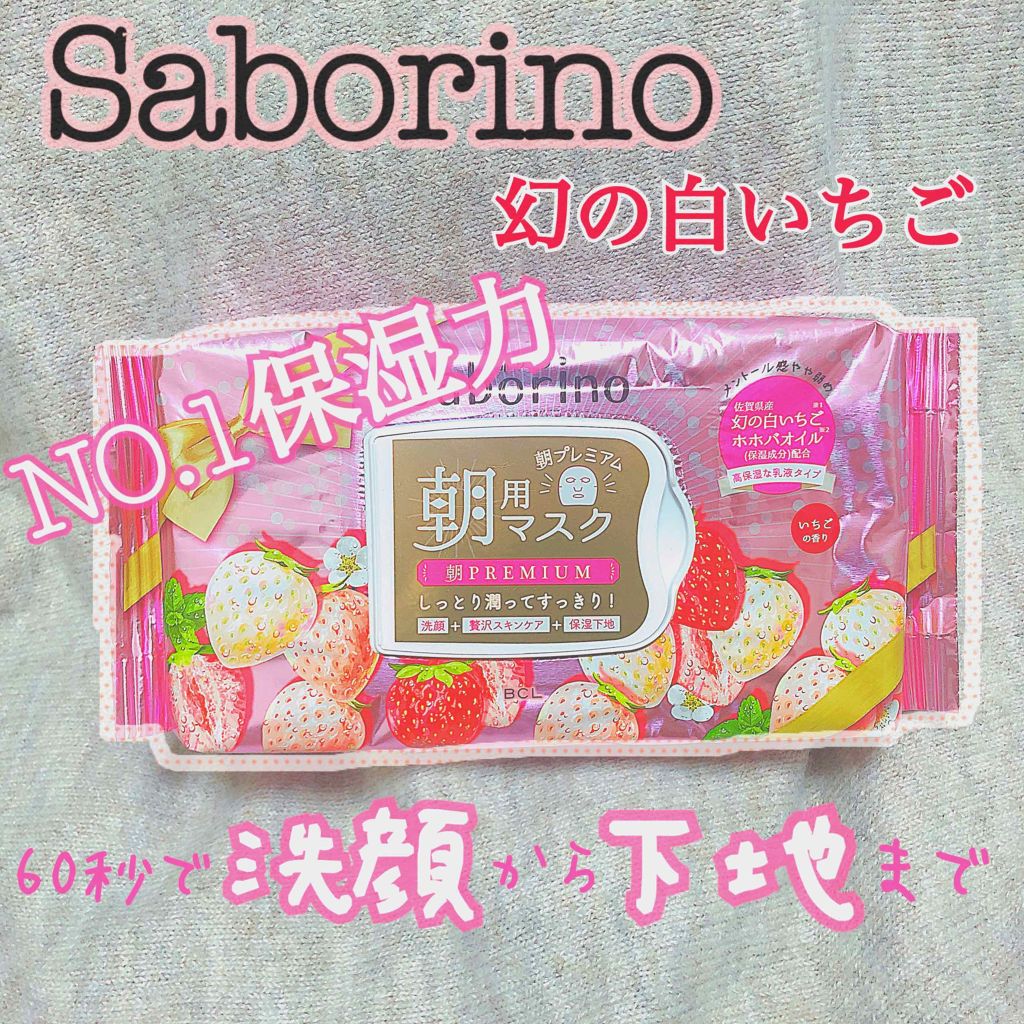 Saborino
幻の白いちご
NO.1保湿力
aborino
メントール感やや弱め
佐賀県産 ※1
幻の白いちご
ホホバオイル ※2
(保湿成分)配合
高保湿な乳液タイプ
いちご
の香り
朝プレミアム
朝用
マスク
朝PREMIUM
しっとり潤ってすっきり!
洗顔+贅沢スキンケア+保湿下地
BCL
60秒で洗顔から下地まで